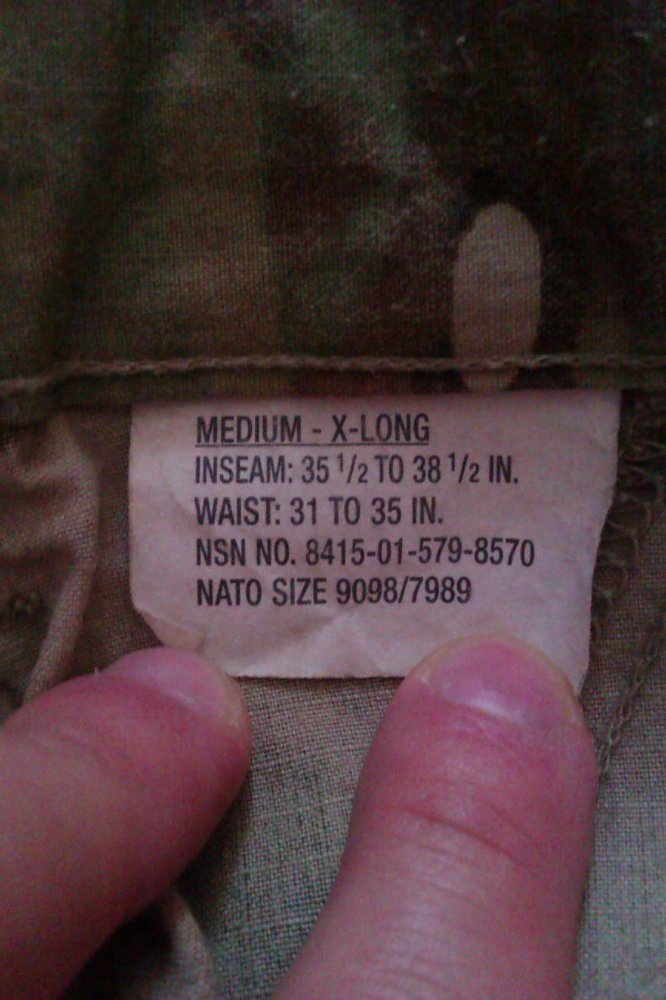 MEDIUM - X-LONG
INSEAM: 35 1/2 TO 38 1/2 IN.
WAIST: 31 TO 35 IN.
NSN NO. 8415-01-579-8570
NATO SIZE 9098/7989